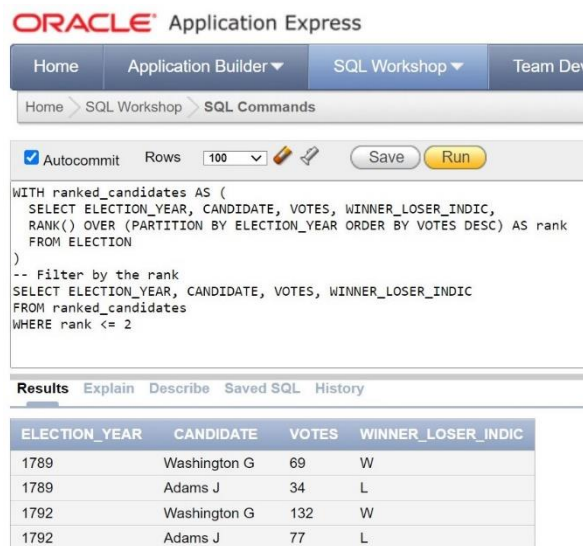 ORACLE Application Express
Home Application Builder SQL Workshop Team Dev
Home SQL Workshop SQL Commands
Autocommit Rows 100 Save Run
WITH ranked_candidates AS (
SELECT ELECTION_YEAR, CANDIDATE, VOTES, WINNER_LOSER_INDIC,
RANK() OVER (PARTITION BY ELECTION_YEAR ORDER BY VOTES DESC) AS rank
FROM ELECTION
)
-- Filter by the rank
SELECT ELECTION_YEAR, CANDIDATE, VOTES, WINNER_LOSER_INDIC
FROM ranked_candidates
WHERE rank <= 2
Results Explain Describe Saved SQL History
ELECTION_YEAR CANDIDATE VOTES WINNER_LOSER_INDIC
1789 Washington G 69 W
1789 Adams J 34 L
1792 Washington G 132 W
1792 Adams J 77 L